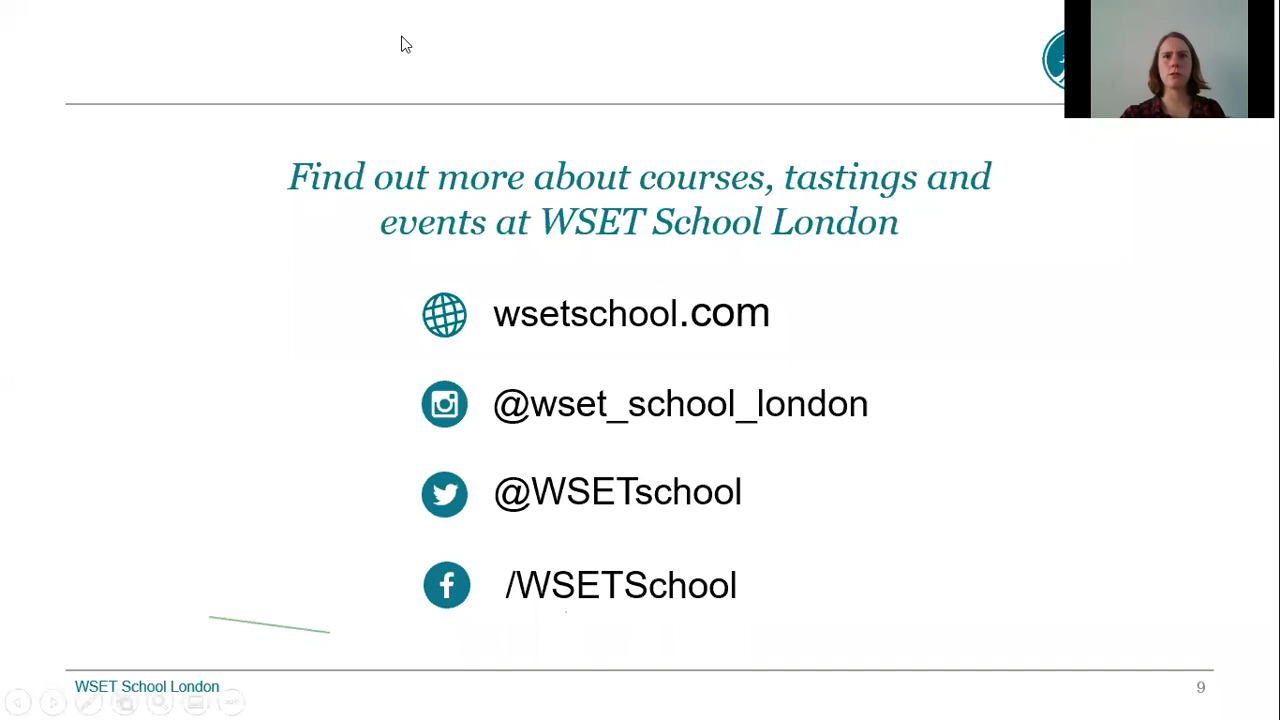 Find out more about courses, tastings and
events at WSET School London
wsetschool.com
@wset_school_london
@WSETschool
/WSETSchool
WSET School London
9